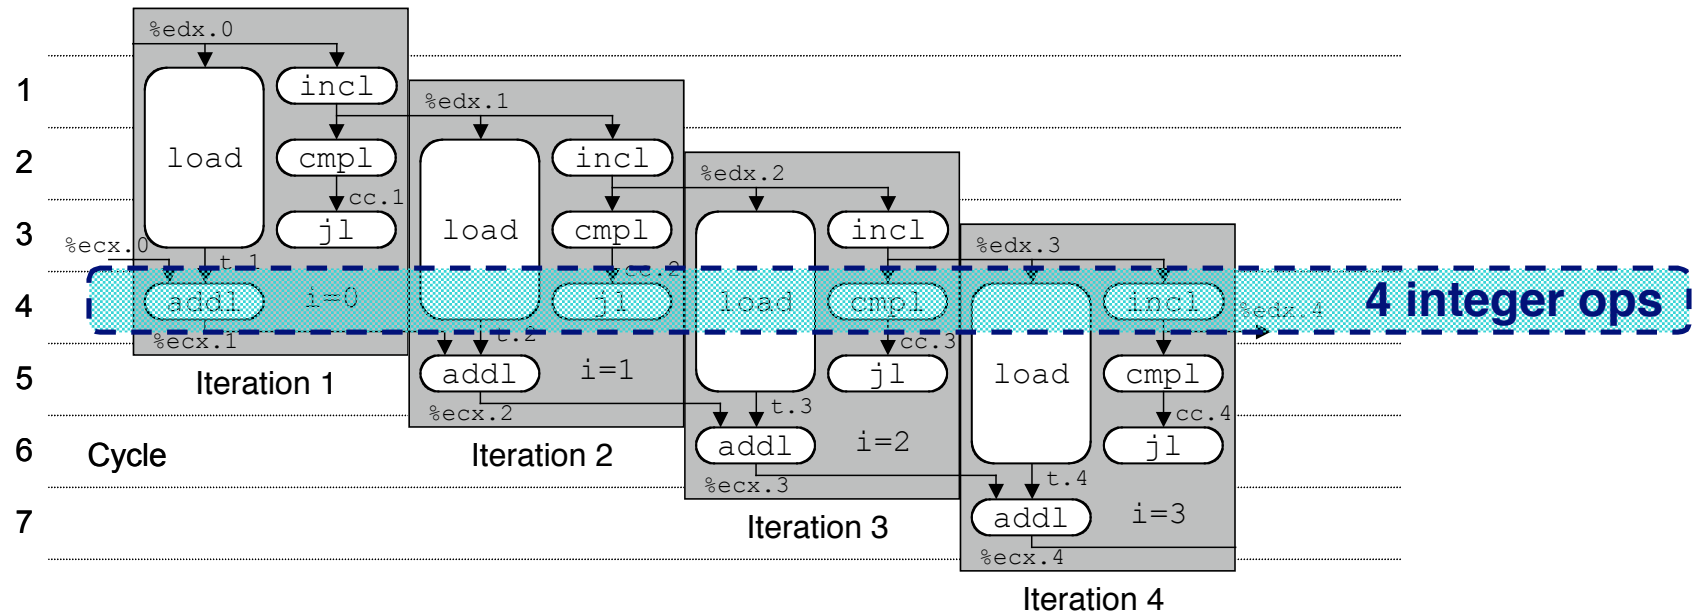 %edx.0
1
incl
%edx.1
2
load
cmpl
incl
%edx.2
cc.1
3
jl
load
cmpl
incl
%ecx.0
t.1
cc.2
%edx.3
4
addl
i=0
jl
load
cmpl
incl
4 integer ops
%edx.4
%ecx.1
t.2
cc.3
5
Iteration 1
addl
i=1
jl
load
cmpl
%ecx.2
t.3
cc.4
6
Cycle
Iteration 2
addl
i=2
jl
%ecx.3
t.4
7
Iteration 3
addl
i=3
%ecx.4
Iteration 4